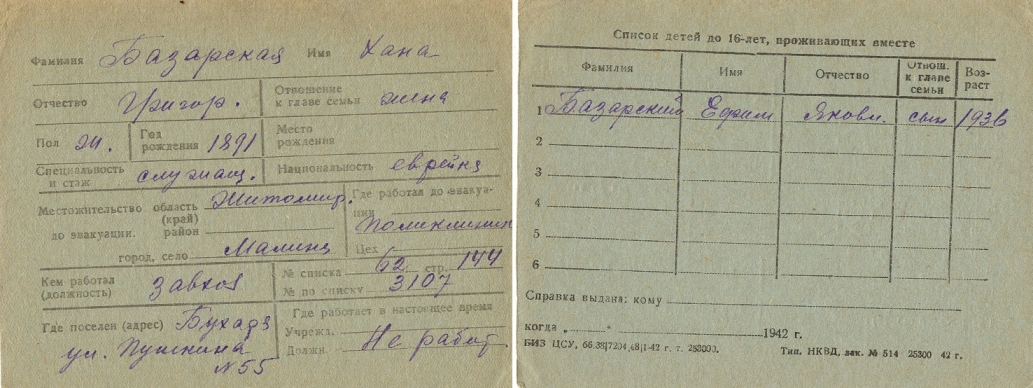 Фамилия Базарская Имя Хана
Отчество Григор. Отношение к главе семьи жена
Пол ж. Год рождения 1891 Место рождения
Специальность и стаж служащ. Национальность еврейка
Местожительство область Житомир. Где работал до эвакуации Поликлиник
(край)
до эвакуации. район
город, село Малин Цех
Кем работал (должность) завхоз № списка 62 стр. 144
№ по списку 3107
Где поселен (адрес) Бухара Где работает в настоящее время
ул. Пушкина Учрежд.
№55 Должн. Не работ
Список детей до 16-лет, проживающих вместе
Фамилия Имя Отчество Отнош. к главе семьи Возраст
1 Базарский Ефим Яковл. сын 1936
2
3
4
5
6
Справка выдана: кому
когда „ “ 1942 г.
БИЗ ЦСУ, 1-42 г. т. 253000. Тип. НКВД, зак. № 514 25300 42 г.